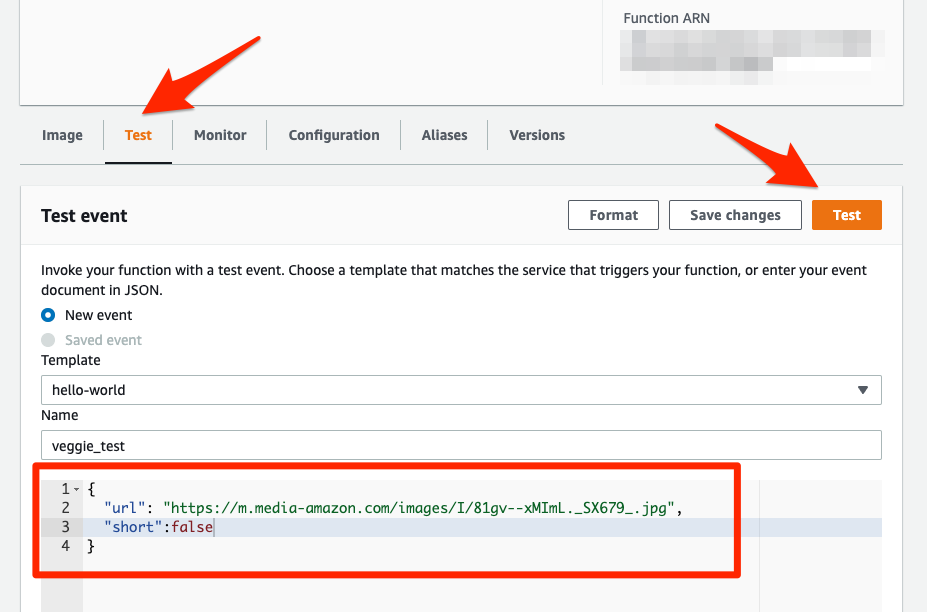 Function ARN
Image Test Monitor Configuration Aliases Versions
Test event Format Save changes Test
Invoke your function with a test event. Choose a template that matches the service that triggers your function, or enter your event
document in JSON.
New event
Saved event
Template
hello-world
Name
veggie_test
1 {
2 "url": "https://m.media-amazon.com/images/I/81gv--xMImL._SX679_.jpg",
3 "short":false
4 }